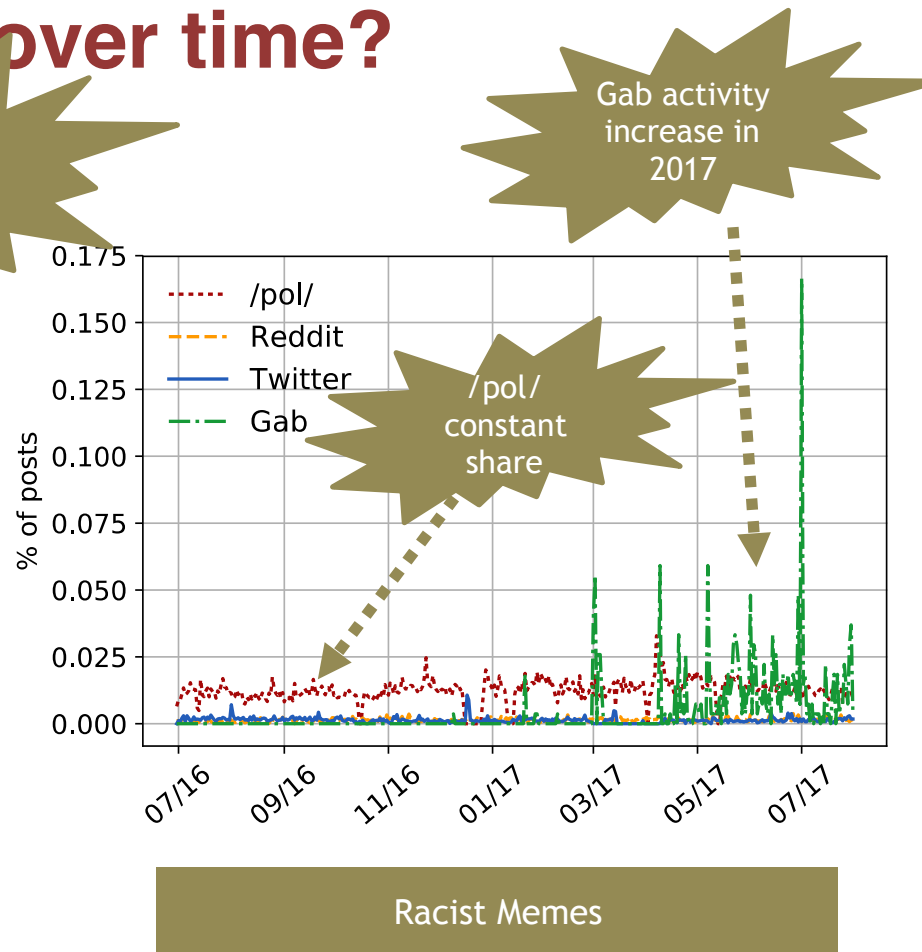 over time?
Gab activity
increase in
2017
0.175
0.150
0.125
0.100
0.075
0.050
0.025
0.000
% of posts
/pol/
Reddit
Twitter
Gab
/pol/
constant
share
07/16
09/16
11/16
01/17
03/17
05/17
07/17
Racist Memes